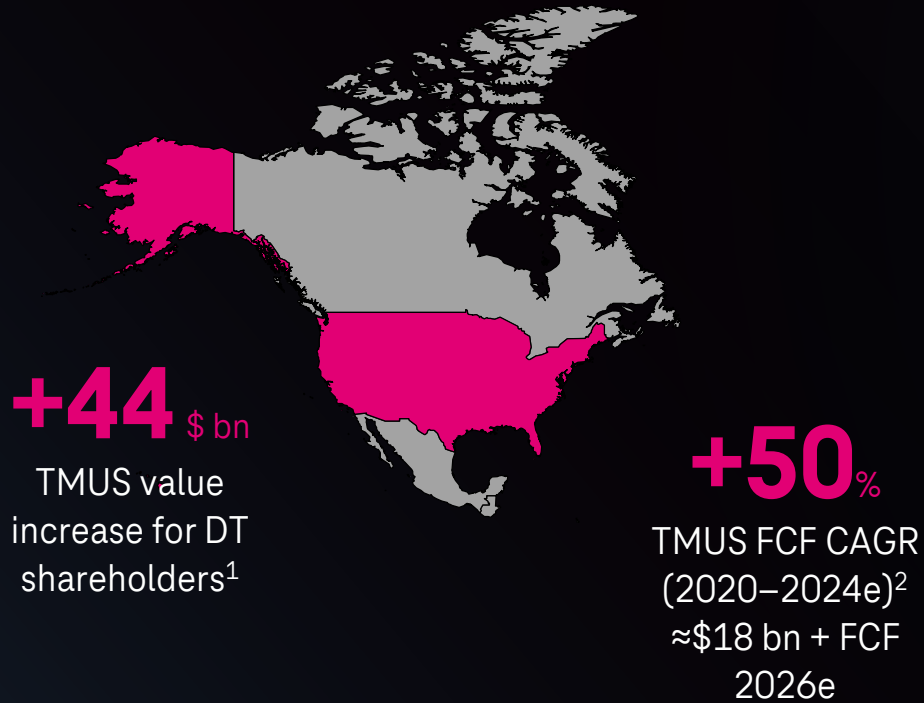 +44 $ bn
TMUS value
increase for DT
shareholders¹
+50%
TMUS FCF CAGR
(2020–2024e)²
≈$18 bn + FCF
2026e